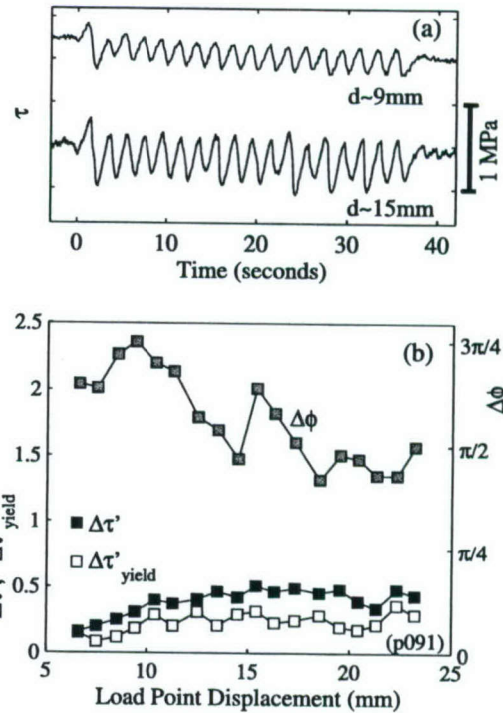 (a)
τ
d~9mm
d~15mm
1 MPa
0 10 20 30 40
Time (seconds)
(b)
2.5
2
1.5
1
0.5
0
3π/4
π/2
π/4
0
Δϕ
Δϕ
Δτ'
Δτ'yield
yield
(p091)
5 10 15 20 25
Load Point Displacement (mm)